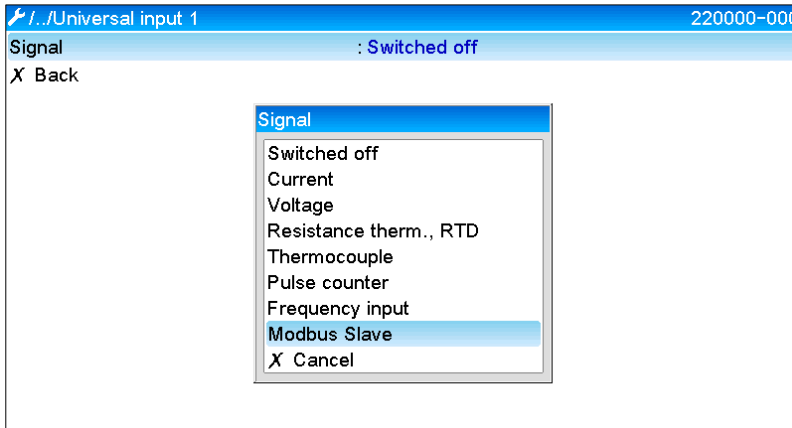 /../Universal input 1 220000-000
Signal : Switched off
X Back
Signal
Switched off
Current
Voltage
Resistance therm., RTD
Thermocouple
Pulse counter
Frequency input
Modbus Slave
X Cancel